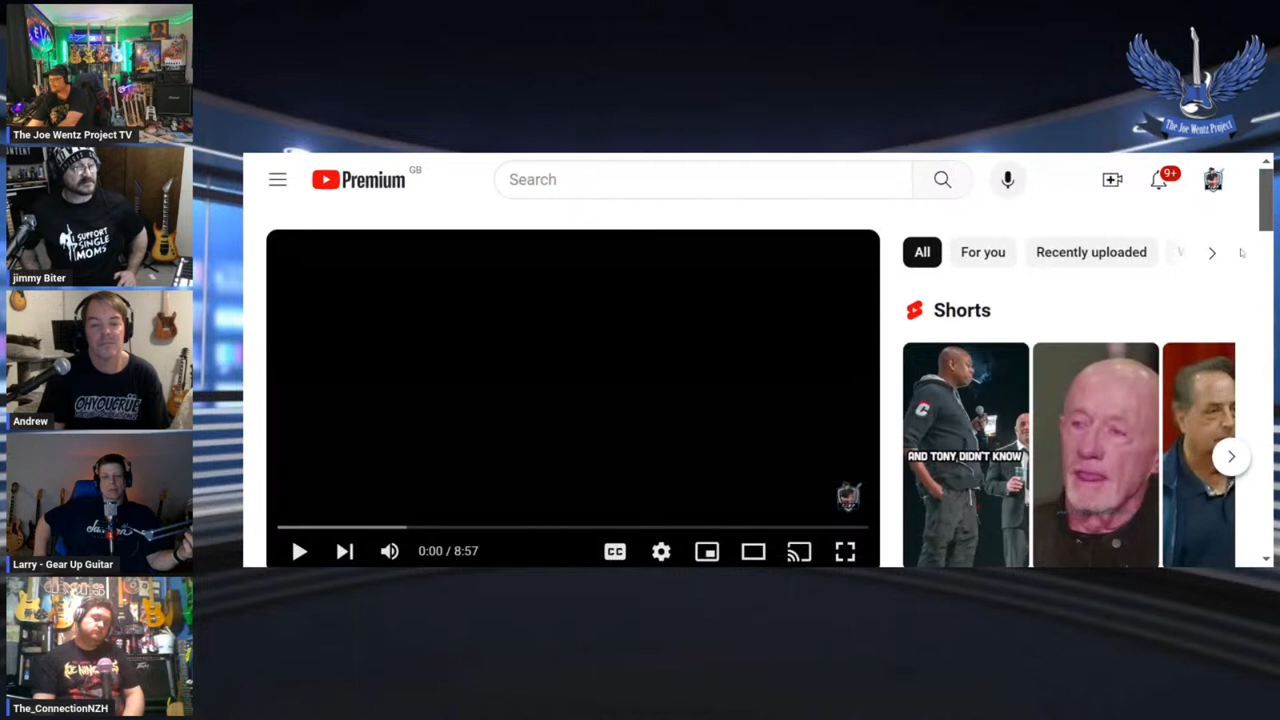 The Joe Wentz Project TV
CONTENT
I SUPPORT
SINGLE
MOMS
jimmy Biter
OHYOUCRÜE
Andrew
Larry - Gear Up Guitar
The_ConnectionNZH
The Joe Wentz Project
Premium
GB
Search
9+
All
For you
Recently uploaded
Shorts
AND TONY DIDN'T KNOW
0:00 / 8:57
CC